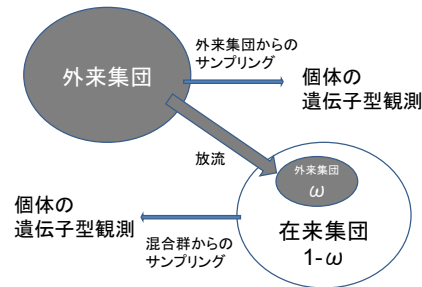 外来集団
外来集団からの
サンプリング
個体の
遺伝子型観測
放流
外来集団
ω
在来集団
1-ω
個体の
遺伝子型観測
混合群からの
サンプリング